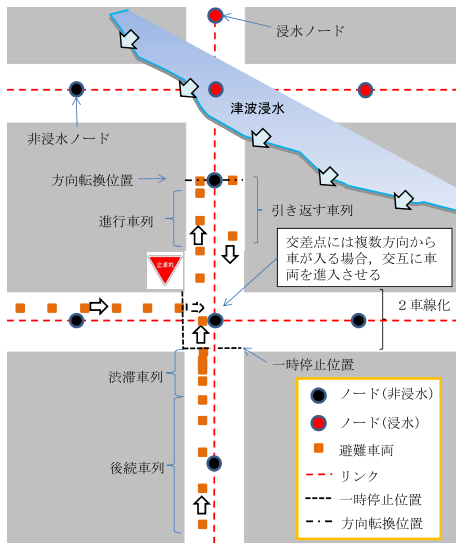 浸水ノード
津波浸水
非浸水ノード
方向転換位置
進行車列
引き返す車列
止まれ
交差点には複数方向から
車が入る場合，交互に車
両を進入させる
２車線化
一時停止位置
渋滞車列
後続車列
ノード(非浸水)
ノード(浸水)
避難車両
リンク
一時停止位置
方向転換位置